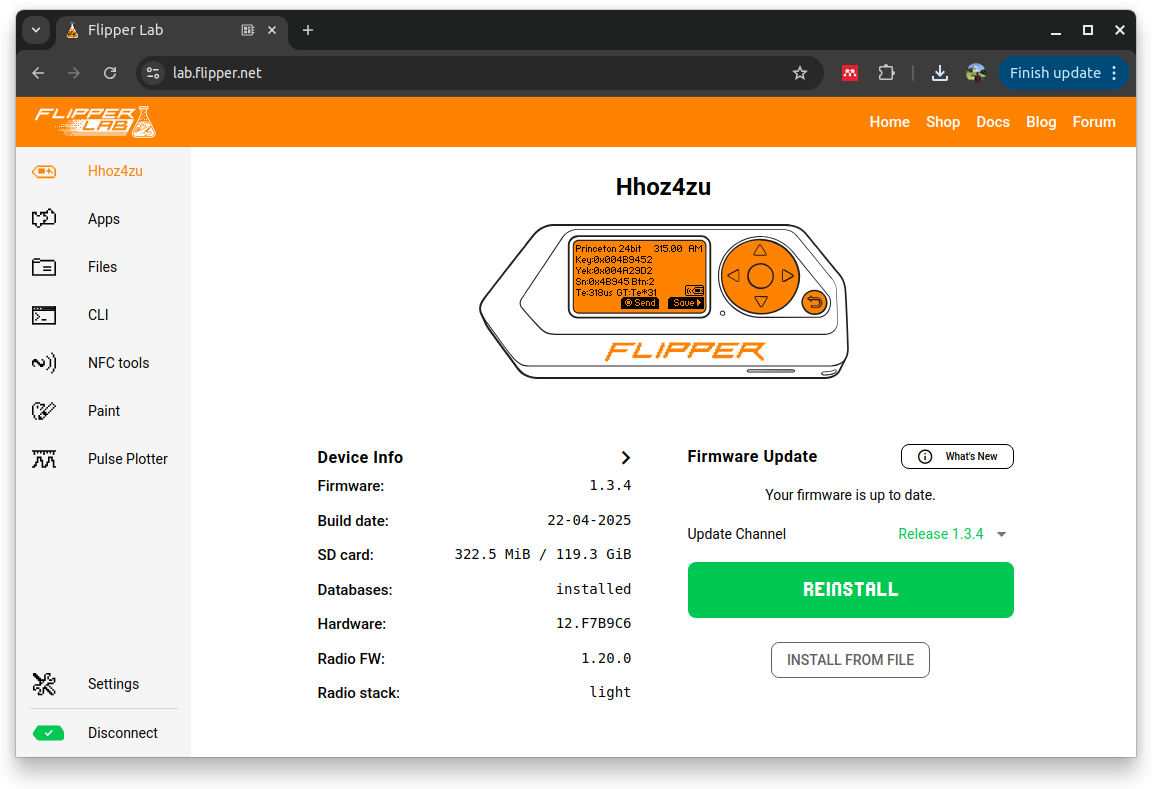 Flipper Lab
lab.flipper.net
Finish update
FLIPPER LAB
Home Shop Docs Blog Forum
Hhoz4zu
Apps
Files
CLI
NFC tools
Paint
Pulse Plotter
Settings
Disconnect
Hhoz4zu
Princeton 24bit 315.00 AM
Key:0x004B9452
Yek:0x004A29D2
Sn:0x4B945 Btn:2
Te:318us GT:Te*31
Send Save
FLIPPER
Device Info
Firmware: 1.3.4
Build date: 22-04-2025
SD card: 322.5 MiB / 119.3 GiB
Databases: installed
Hardware: 12.F7B9C6
Radio FW: 1.20.0
Radio stack: light
Firmware Update What's New
Your firmware is up to date.
Update Channel Release 1.3.4
REINSTALL
INSTALL FROM FILE